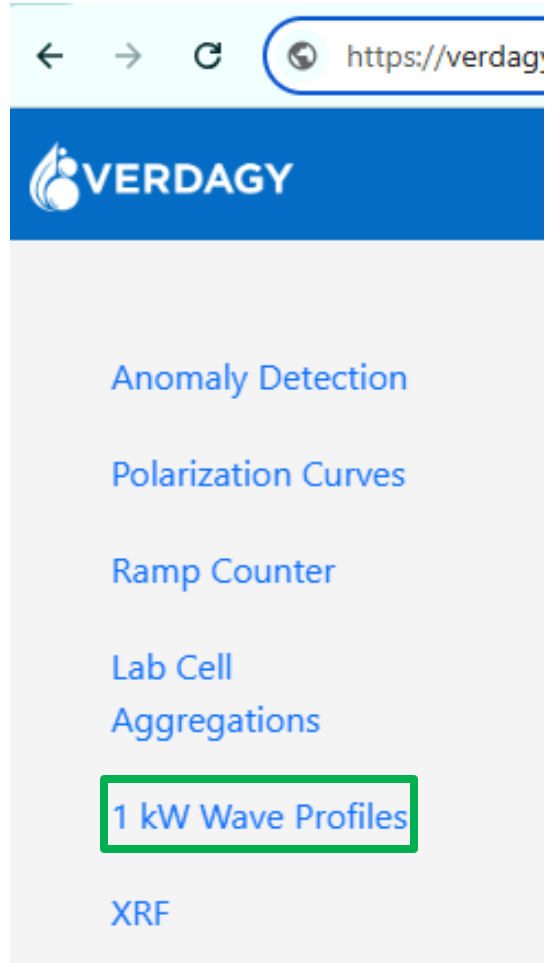 https://verdagy
VERDAGY
Anomaly Detection
Polarization Curves
Ramp Counter
Lab Cell
Aggregations
1 kW Wave Profiles
XRF